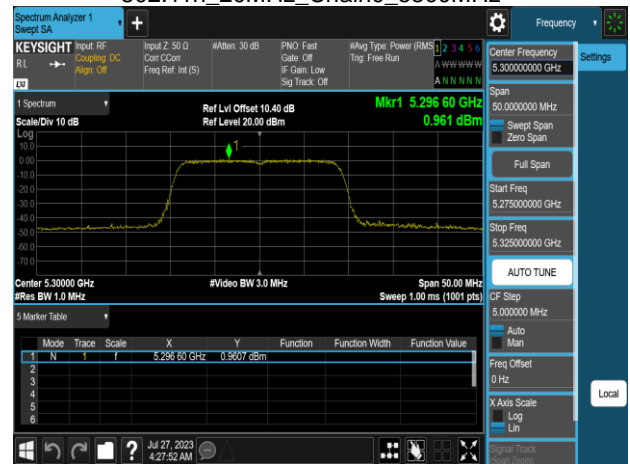 Spectrum Analyzer 1
Swept SA
+
Frequency
KEYSIGHT Input: RF
RL
Coupling: DC
Align: Off
LXI
Input Z: 50 Ω
Corr CCorr
Freq Ref: Int (S)
#Atten: 30 dB
PNO: Fast
Gate: Off
IF Gain: Low
Sig Track: Off
#Avg Type: Power (RMS
Trig: Free Run
1 2 3 4 5 6
A W W W W W
A N N N N N
1 Spectrum
Scale/Div 10 dB
Ref Lvl Offset 10.40 dB
Ref Level 20.00 dBm
Mkr1 5.296 60 GHz
0.961 dBm
Log
10.0
0.00
-10.0
-20.0
-30.0
-40.0
-50.0
-60.0
-70.0
1
Center 5.30000 GHz
#Res BW 1.0 MHz
#Video BW 3.0 MHz
Span 50.00 MHz
Sweep 1.00 ms (1001 pts)
5 Marker Table
Mode Trace Scale X Y Function Function Width Function Value
1 N 1 f 5.296 60 GHz 0.9607 dBm
2
3
4
5
6
Jul 27, 2023
4:27:52 AM
?
Center Frequency
5.300000000 GHz
Settings
Span
50.0000000 MHz
Swept Span
Zero Span
Full Span
Start Freq
5.275000000 GHz
Stop Freq
5.325000000 GHz
AUTO TUNE
CF Step
5.000000 MHz
Auto
Man
Freq Offset
0 Hz
X Axis Scale
Log
Lin
Local
Signal Track
(Span Zoom)